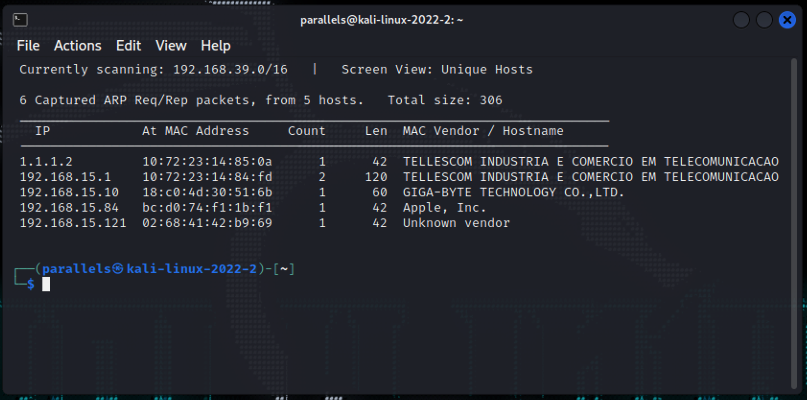 parallels@kali-linux-2022-2: ~
File Actions Edit View Help
Currently scanning: 192.168.39.0/16 | Screen View: Unique Hosts
6 Captured ARP Req/Rep packets, from 5 hosts. Total size: 306
IP At MAC Address Count Len MAC Vendor / Hostname
1.1.1.2 10:72:23:14:85:0a 1 42 TELLESCOM INDUSTRIA E COMERCIO EM TELECOMUNICACAO
192.168.15.1 10:72:23:14:84:fd 2 120 TELLESCOM INDUSTRIA E COMERCIO EM TELECOMUNICACAO
192.168.15.10 18:c0:4d:30:51:6b 1 60 GIGA-BYTE TECHNOLOGY CO.,LTD.
192.168.15.84 bc:d0:74:f1:1b:f1 1 42 Apple, Inc.
192.168.15.121 02:68:41:42:b9:69 1 42 Unknown vendor
┌──(parallels㉿kali-linux-2022-2)-[~]
└─$